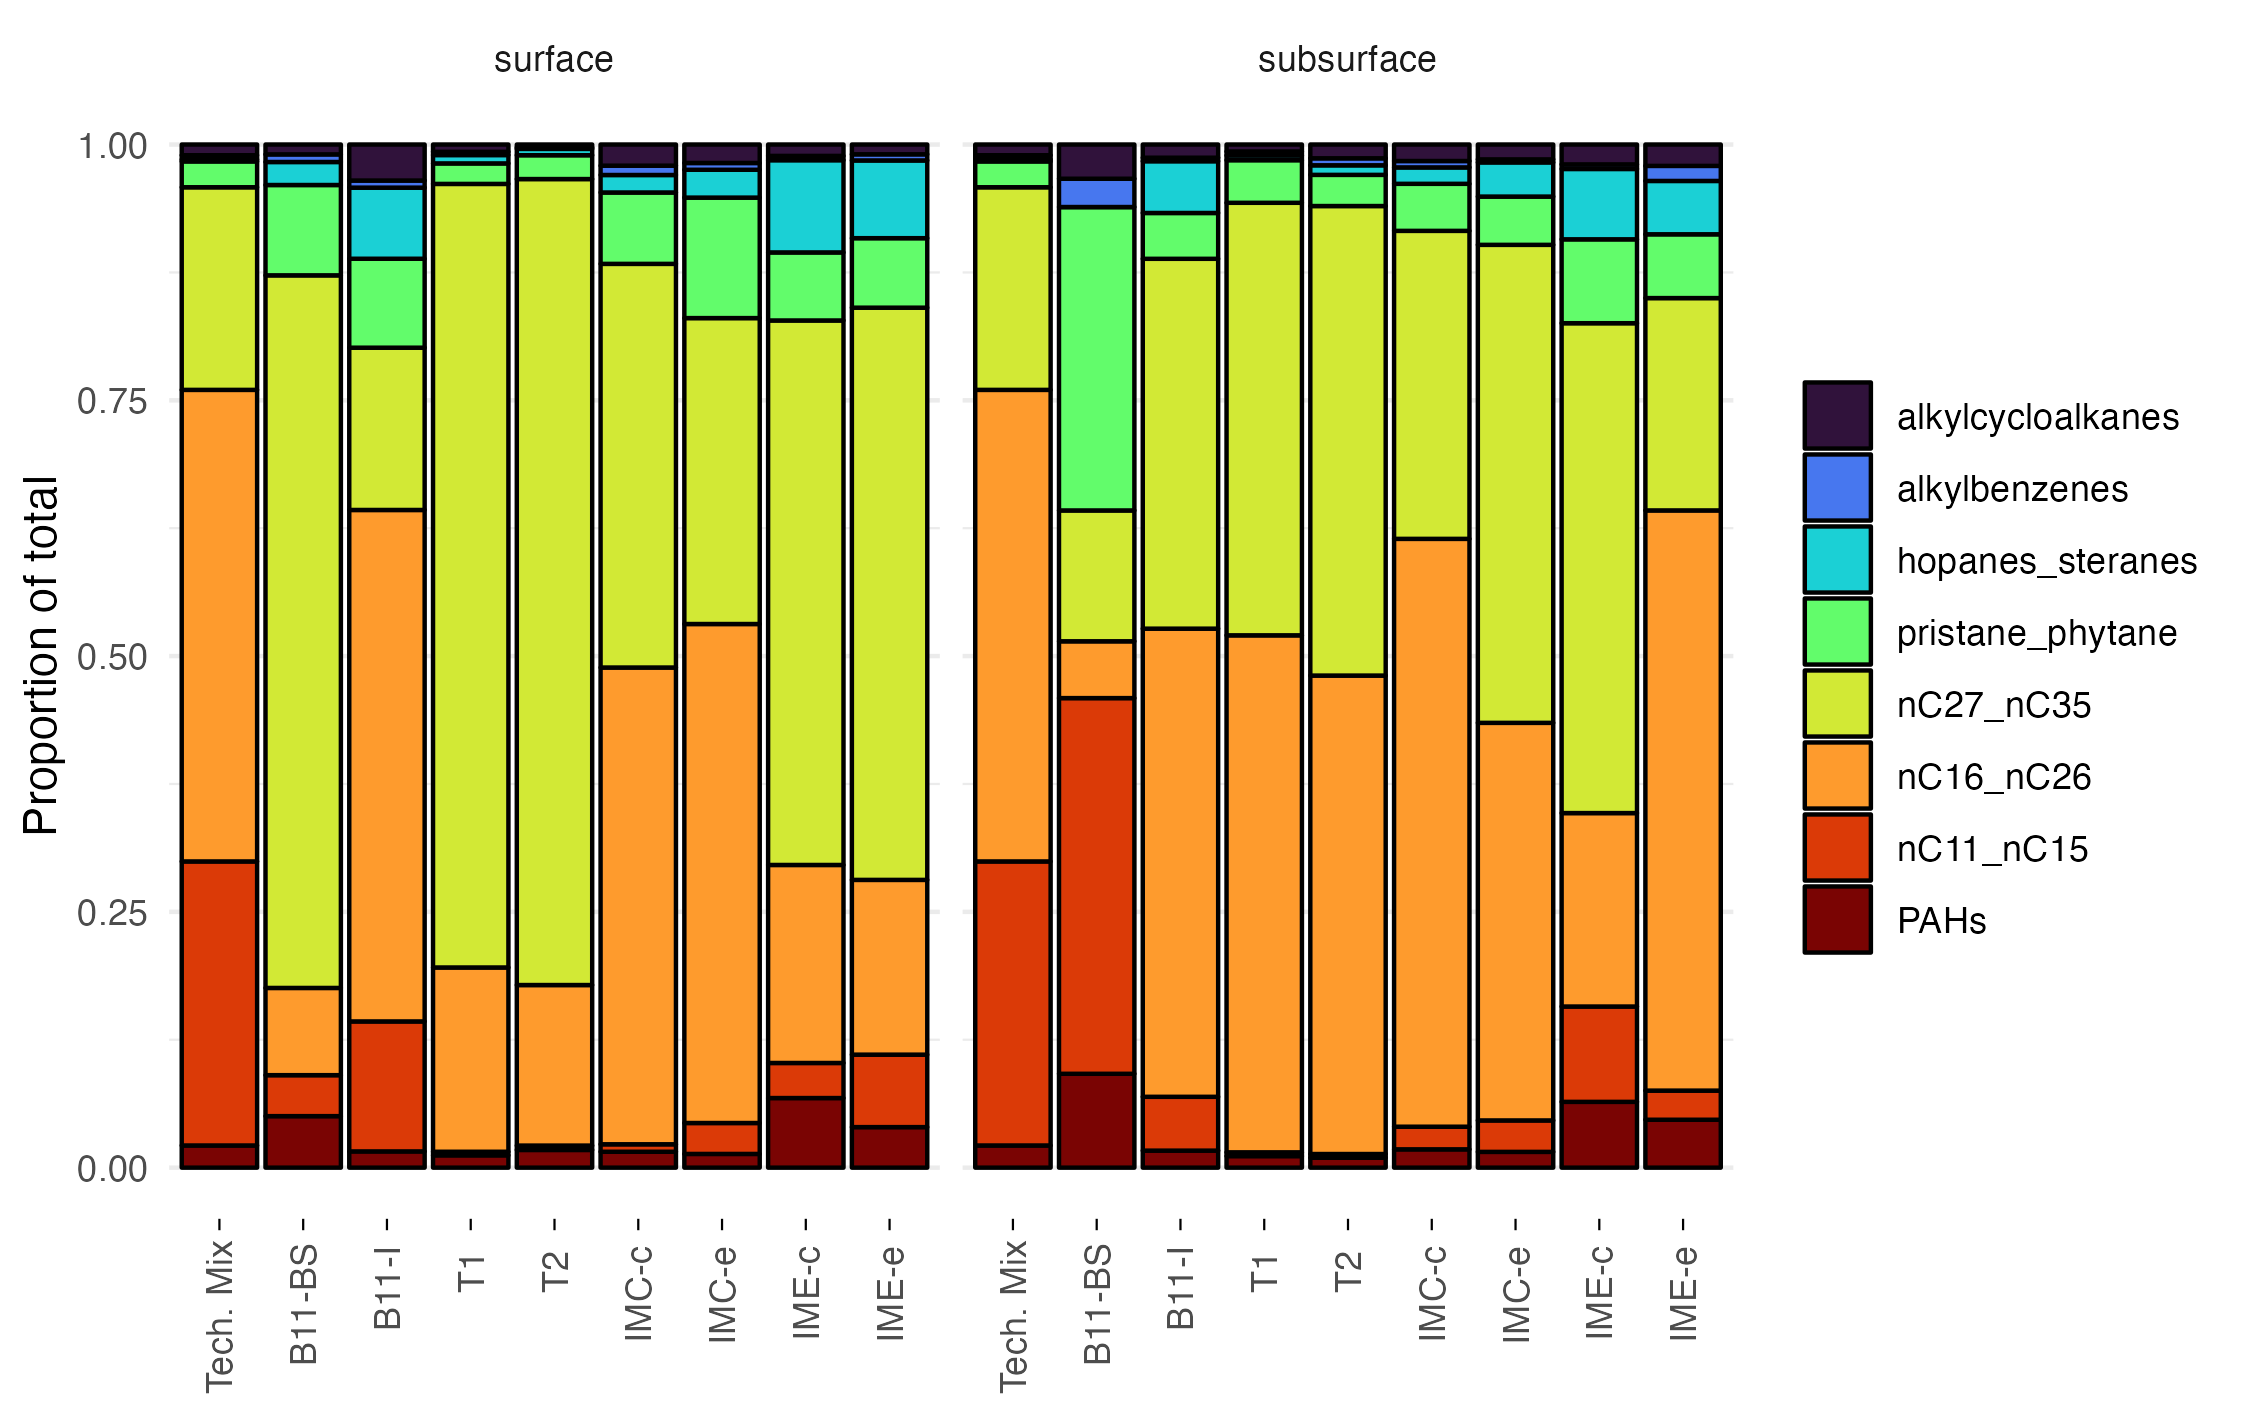 surface
subsurface
Proportion of total
1.00
0.75
0.50
0.25
0.00
Tech. Mix
B11-BS
B11-I
T1
T2
IMC-c
IMC-e
IME-c
IME-e
Tech. Mix
B11-BS
B11-I
T1
T2
IMC-c
IMC-e
IME-c
IME-e
alkylcycloalkanes
alkylbenzenes
hopanes_steranes
pristane_phytane
nC27_nC35
nC16_nC26
nC11_nC15
PAHs